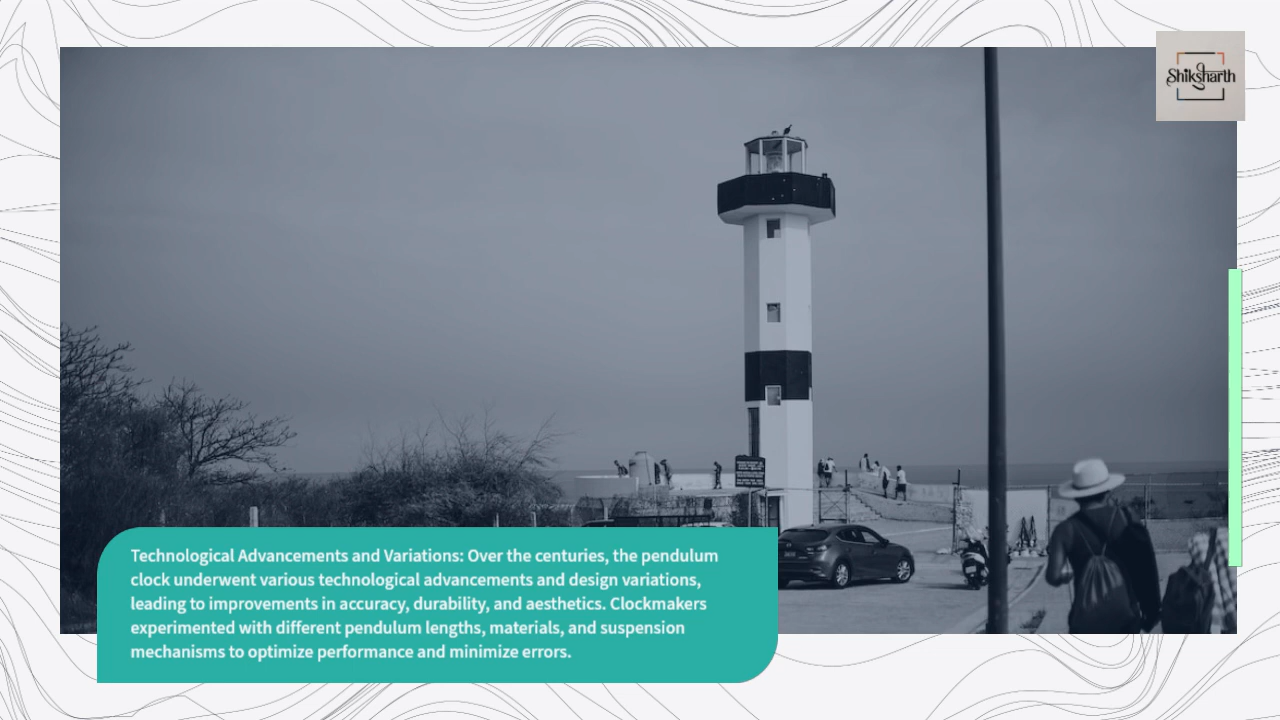 Shiksharth
Technological Advancements and Variations: Over the centuries, the pendulum
clock underwent various technological advancements and design variations,
leading to improvements in accuracy, durability, and aesthetics. Clockmakers
experimented with different pendulum lengths, materials, and suspension
mechanisms to optimize performance and minimize errors.